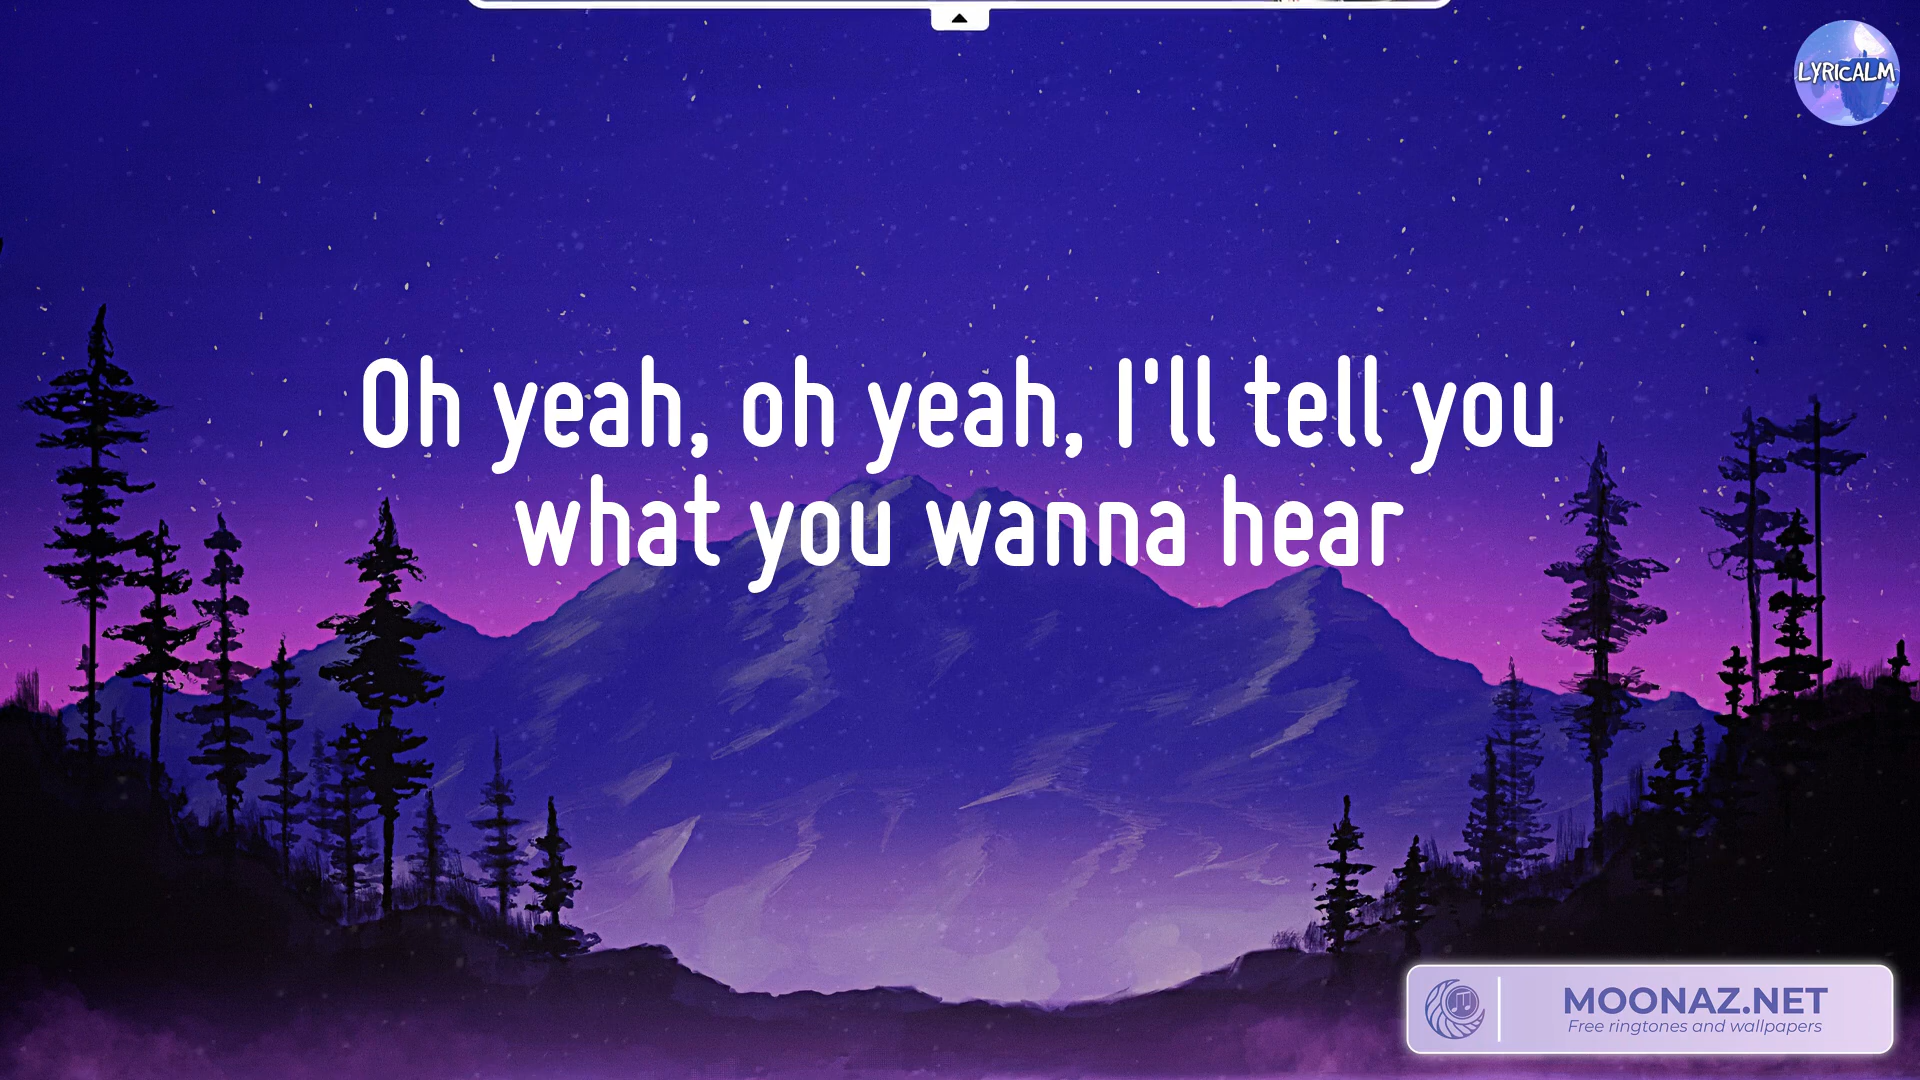 LYRICALM
Oh yeah, oh yeah, I'll tell you
what you wanna hear
MOONAZ.NET
Free ringtones and wallpapers